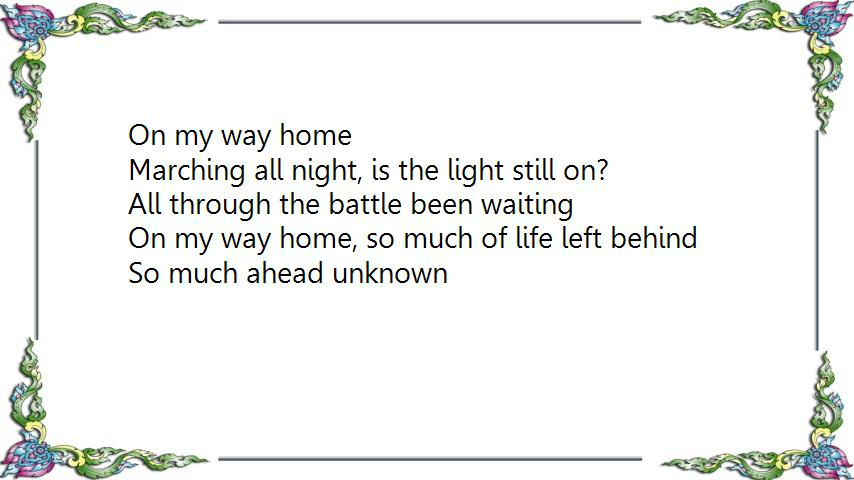 On my way home
Marching all night, is the light still on?
All through the battle been waiting
On my way home, so much of life left behind
So much ahead unknown